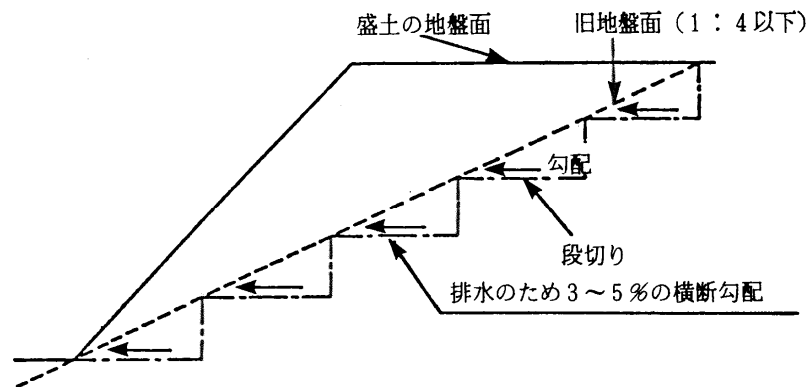 盛土の地盤面
旧地盤面（1：4以下）
勾配
段切り
排水のため3～5％の横断勾配